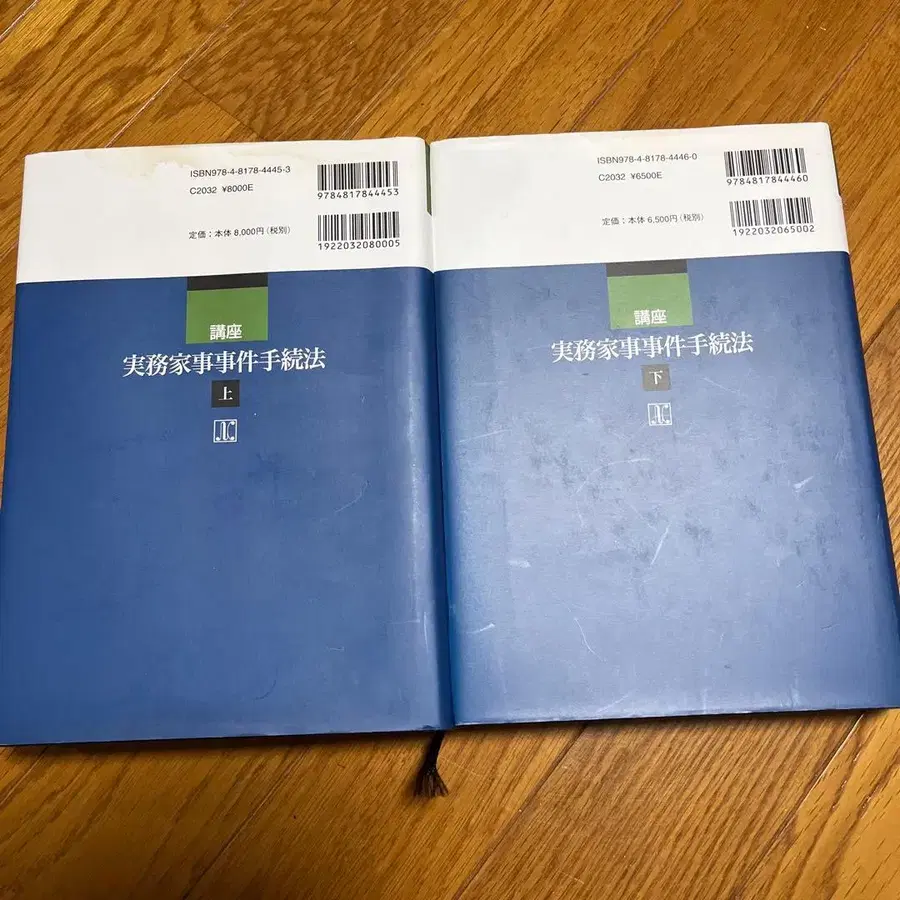 ISBN978-4-8178-4445-3
C2032 ¥8000E
9784817844453
定価：本体 8,000円（税別）
1922032080005
講座
実務家事事件手続法
上
ISBN978-4-8178-4446-0
C2032 ¥6500E
9784817844460
定価：本体 6,500円（税別）
1922032065002
講座
実務家事事件手続法
下